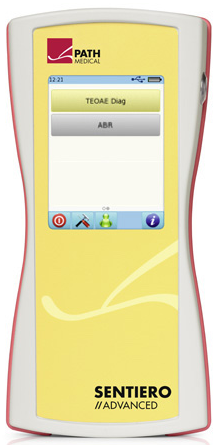 PATH
MEDICAL
12:21
TEOAE Diag
ABR
SENTIERO
//ADVANCED